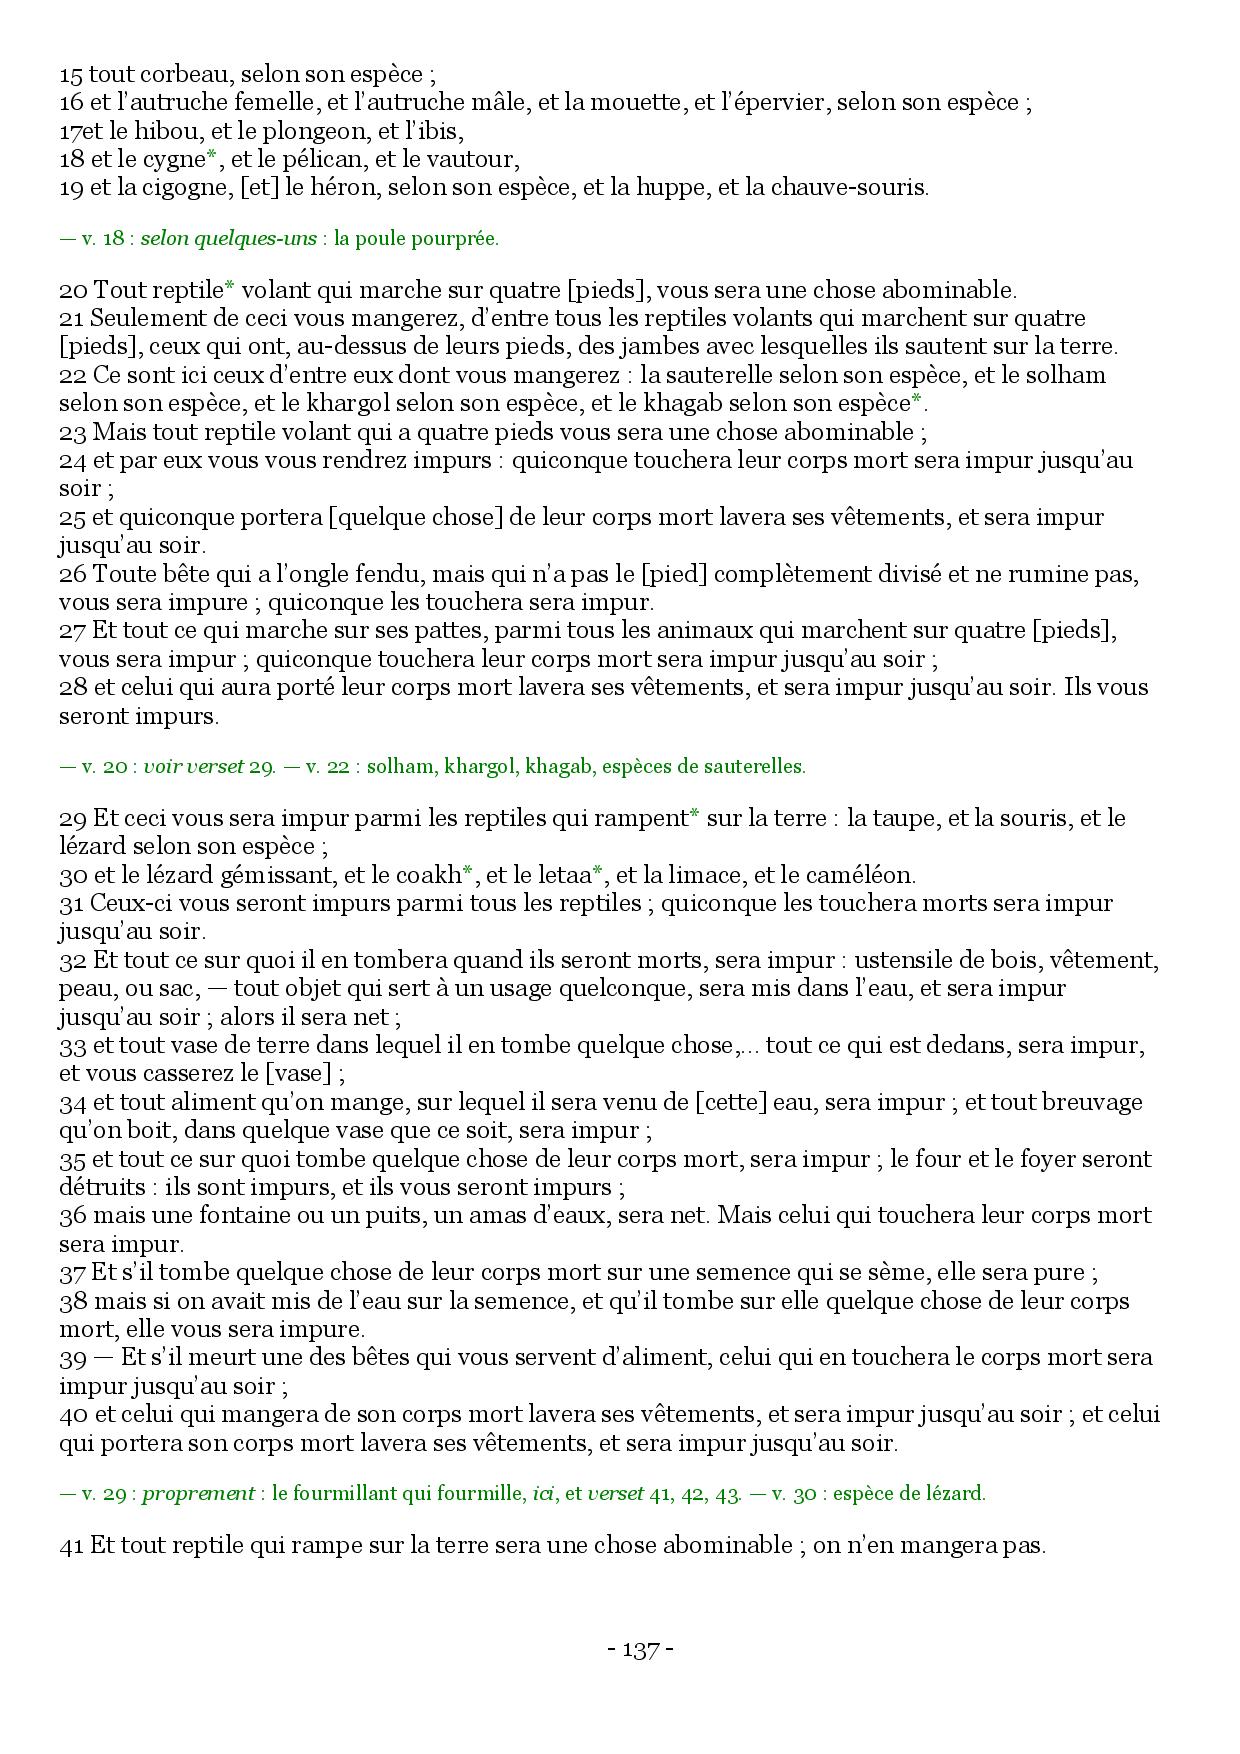 15 tout corbeau, selon son espèce ;
16 et l’autruche femelle, et l’autruche mâle, et la mouette, et l’épervier, selon son espèce ;
17et le hibou, et le plongeon, et l’ibis,
18 et le cygne*, et le pélican, et le vautour,
19 et la cigogne, [et] le héron, selon son espèce, et la huppe, et la chauve-souris.
— v. 18 : selon quelques-uns : la poule pourprée.
20 Tout reptile* volant qui marche sur quatre [pieds], vous sera une chose abominable.
21 Seulement de ceci vous mangerez, d’entre tous les reptiles volants qui marchent sur quatre
[pieds], ceux qui ont, au-dessus de leurs pieds, des jambes avec lesquelles ils sautent sur la terre.
22 Ce sont ici ceux d’entre eux dont vous mangerez : la sauterelle selon son espèce, et le solham
selon son espèce, et le khargol selon son espèce, et le khagab selon son espèce*.
23 Mais tout reptile volant qui a quatre pieds vous sera une chose abominable ;
24 et par eux vous vous rendrez impurs : quiconque touchera leur corps mort sera impur jusqu’au
soir ;
25 et quiconque portera [quelque chose] de leur corps mort lavera ses vêtements, et sera impur
jusqu’au soir.
26 Toute bête qui a l’ongle fendu, mais qui n’a pas le [pied] complètement divisé et ne rumine pas,
vous sera impure ; quiconque les touchera sera impur.
27 Et tout ce qui marche sur ses pattes, parmi tous les animaux qui marchent sur quatre [pieds],
vous sera impur ; quiconque touchera leur corps mort sera impur jusqu’au soir ;
28 et celui qui aura porté leur corps mort lavera ses vêtements, et sera impur jusqu’au soir. Ils vous
seront impurs.
— v. 20 : voir verset 29. — v. 22 : solham, khargol, khagab, espèces de sauterelles.
29 Et ceci vous sera impur parmi les reptiles qui rampent* sur la terre : la taupe, et la souris, et le
lézard selon son espèce ;
30 et le lézard gémissant, et le coakh*, et le letaa*, et la limace, et le caméléon.
31 Ceux-ci vous seront impurs parmi tous les reptiles ; quiconque les touchera morts sera impur
jusqu’au soir.
32 Et tout ce sur quoi il en tombera quand ils seront morts, sera impur : ustensile de bois, vêtement,
peau, ou sac, — tout objet qui sert à un usage quelconque, sera mis dans l’eau, et sera impur
jusqu’au soir ; alors il sera net ;
33 et tout vase de terre dans lequel il en tombe quelque chose,… tout ce qui est dedans, sera impur,
et vous casserez le [vase] ;
34 et tout aliment qu’on mange, sur lequel il sera venu de [cette] eau, sera impur ; et tout breuvage
qu’on boit, dans quelque vase que ce soit, sera impur ;
35 et tout ce sur quoi tombe quelque chose de leur corps mort, sera impur ; le four et le foyer seront
détruits : ils sont impurs, et ils vous seront impurs ;
36 mais une fontaine ou un puits, un amas d’eaux, sera net. Mais celui qui touchera leur corps mort
sera impur.
37 Et s’il tombe quelque chose de leur corps mort sur une semence qui se sème, elle sera pure ;
38 mais si on avait mis de l’eau sur la semence, et qu’il tombe sur elle quelque chose de leur corps
mort, elle vous sera impure.
39 — Et s’il meurt une des bêtes qui vous servent d’aliment, celui qui en touchera le corps mort sera
impur jusqu’au soir ;
40 et celui qui mangera de son corps mort lavera ses vêtements, et sera impur jusqu’au soir ; et celui
qui portera son corps mort lavera ses vêtements, et sera impur jusqu’au soir.
— v. 29 : proprement : le fourmillant qui fourmille, ici, et verset 41, 42, 43. — v. 30 : espèce de lézard.
41 Et tout reptile qui rampe sur la terre sera une chose abominable ; on n’en mangera pas.
- 137 -